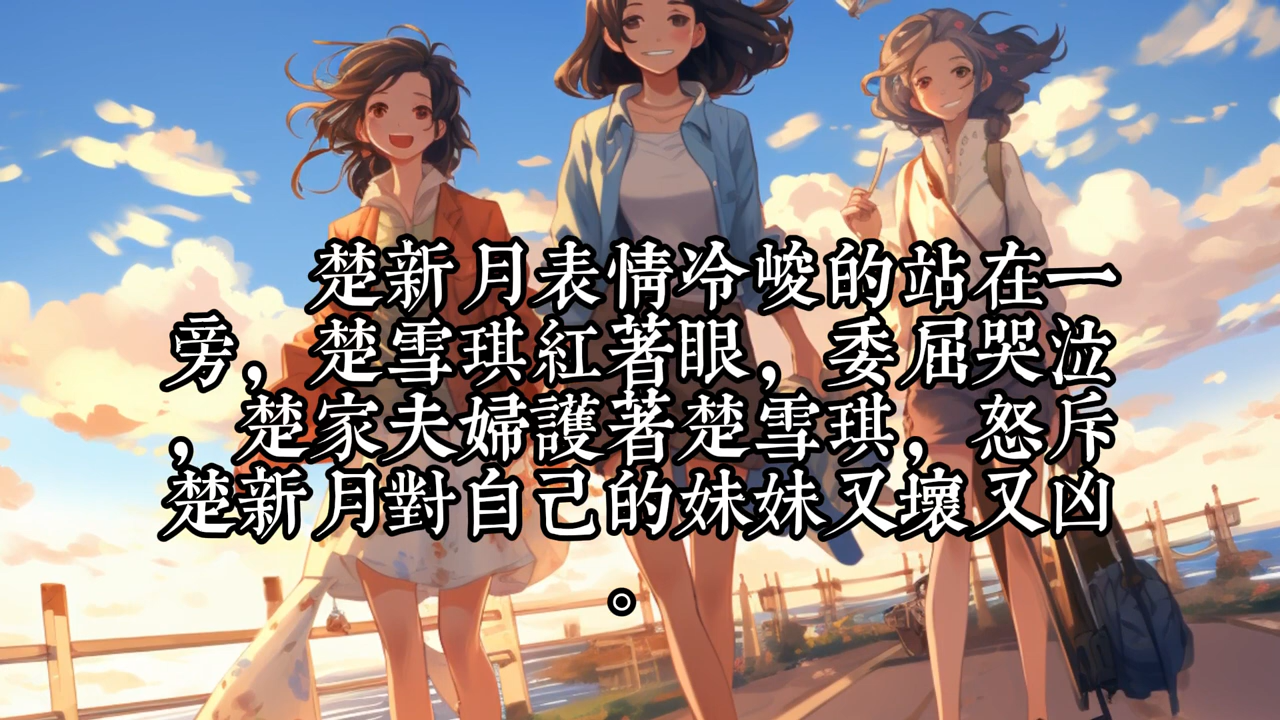 楚新月表情冷峻的站在一
旁，楚雪琪紅著眼，委屈哭泣
，楚家夫婦護著楚雪琪，怒斥
楚新月對自己的妹妹又壞又凶
。